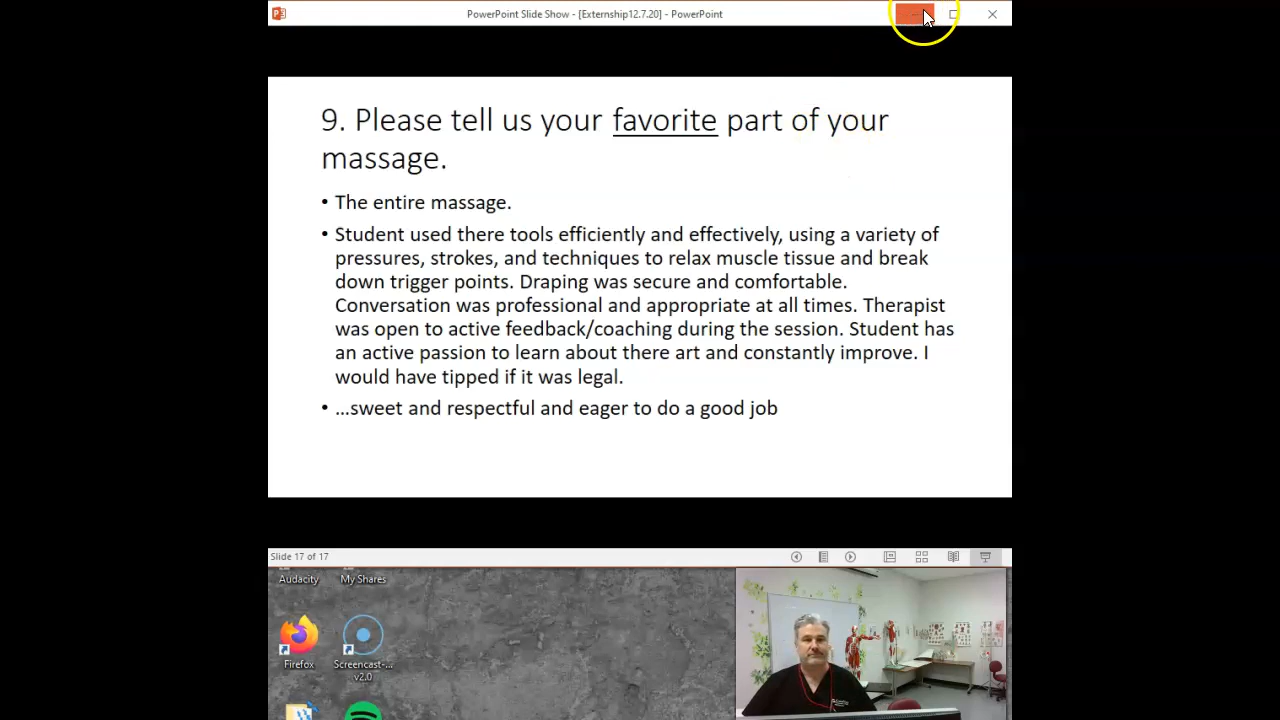 PowerPoint Slide Show - [Externship12.7.20] - PowerPoint
9. Please tell us your favorite part of your
massage.
• The entire massage.
• Student used there tools efficiently and effectively, using a variety of
pressures, strokes, and techniques to relax muscle tissue and break
down trigger points. Draping was secure and comfortable.
Conversation was professional and appropriate at all times. Therapist
was open to active feedback/coaching during the session. Student has
an active passion to learn about there art and constantly improve. I
would have tipped if it was legal.
• …sweet and respectful and eager to do a good job
Slide 17 of 17
Audacity
My Shares
Firefox
Screencast-...
v2.0